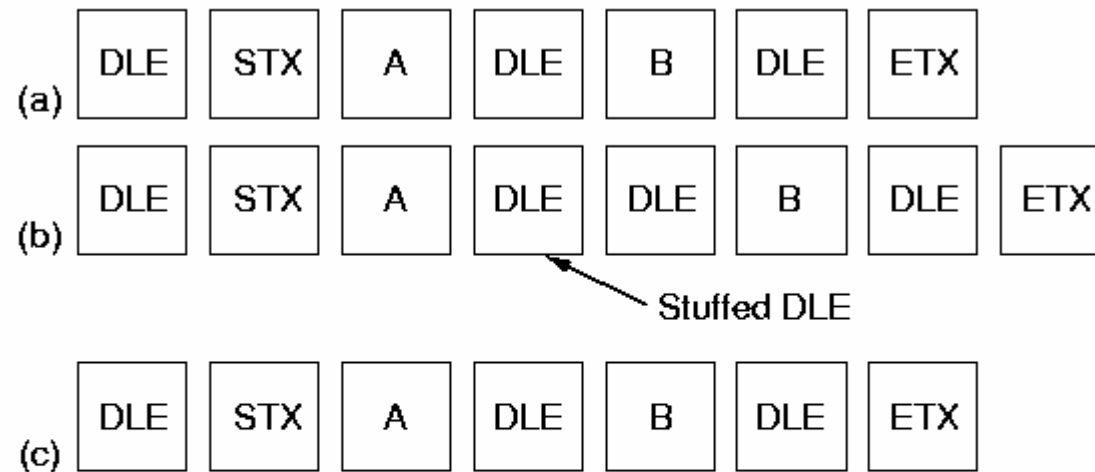 (a) DLE STX A DLE B DLE ETX
(b) DLE STX A DLE DLE B DLE ETX
Stuffed DLE
(c) DLE STX A DLE B DLE ETX